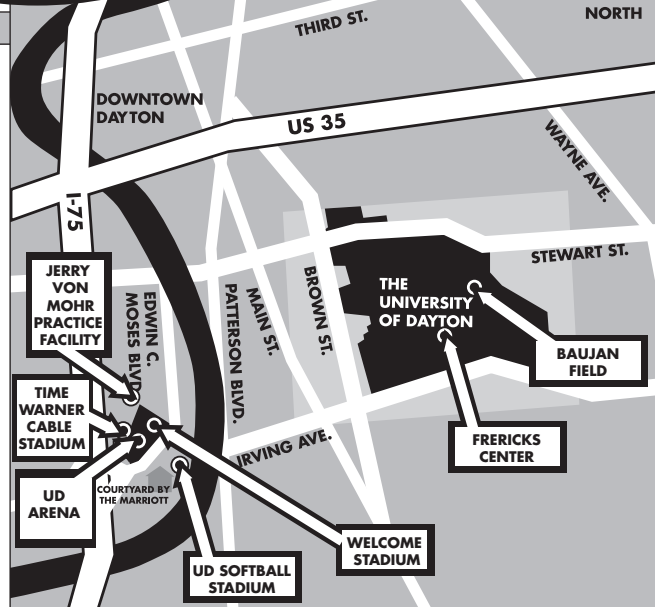 NORTH
THIRD ST.
DOWNTOWN
DAYTON
US 35
WAYNE AVE.
I-75
STEWART ST.
JERRY
VON
MOHR
PRACTICE
FACILITY
EDWIN C.
MOSES BLVD.
PATTERSON BLVD.
MAIN ST.
BROWN ST.
THE
UNIVERSITY
OF DAYTON
BAUJAN
FIELD
TIME
WARNER
CABLE
STADIUM
FRERICKS
CENTER
IRVING AVE.
UD
ARENA
COURTYARD BY
THE MARRIOTT
WELCOME
STADIUM
UD SOFTBALL
STADIUM